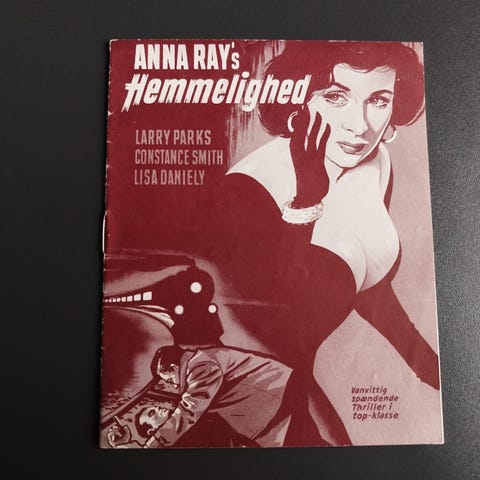 ANNA RAY's
Hemmelighed
LARRY PARKS
CONSTANCE SMITH
LISA DANIELY
Vanvittig
spændende
Thriller i
top-klasse